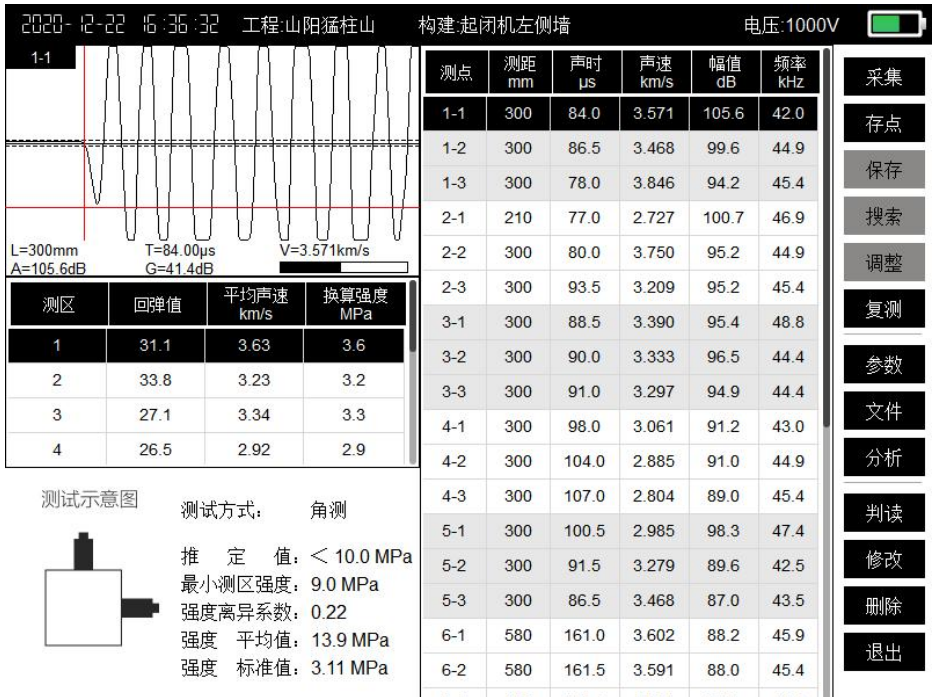 2020-12-22 16:36:32 工程:山阳猛柱山 构建:起闭机左侧墙 电压:1000V
1-1
L=300mm T=84.00μs V=3.571km/s
A=105.6dB G=41.4dB
测区 回弹值 平均声速 km/s 换算强度 MPa
1 31.1 3.63 3.6
2 33.8 3.23 3.2
3 27.1 3.34 3.3
4 26.5 2.92 2.9
测试示意图
测试方式: 角测
推 定 值: < 10.0 MPa
最小测区强度: 9.0 MPa
强度离异系数: 0.22
强度 平均值: 13.9 MPa
强度 标准值: 3.11 MPa
测点 测距 mm 声时 μs 声速 km/s 幅值 dB 频率 kHz
1-1 300 84.0 3.571 105.6 42.0
1-2 300 86.5 3.468 99.6 44.9
1-3 300 78.0 3.846 94.2 45.4
2-1 210 77.0 2.727 100.7 46.9
2-2 300 80.0 3.750 95.2 44.9
2-3 300 93.5 3.209 95.2 45.4
3-1 300 88.5 3.390 95.4 48.8
3-2 300 90.0 3.333 96.5 44.4
3-3 300 91.0 3.297 94.9 44.4
4-1 300 98.0 3.061 91.2 43.0
4-2 300 104.0 2.885 91.0 44.9
4-3 300 107.0 2.804 89.0 45.4
5-1 300 100.5 2.985 98.3 47.4
5-2 300 91.5 3.279 89.6 42.5
5-3 300 86.5 3.468 87.0 43.5
6-1 580 161.0 3.602 88.2 45.9
6-2 580 161.5 3.591 88.0 45.4
采集
存点
保存
搜索
调整
复测
参数
文件
分析
判读
修改
删除
退出